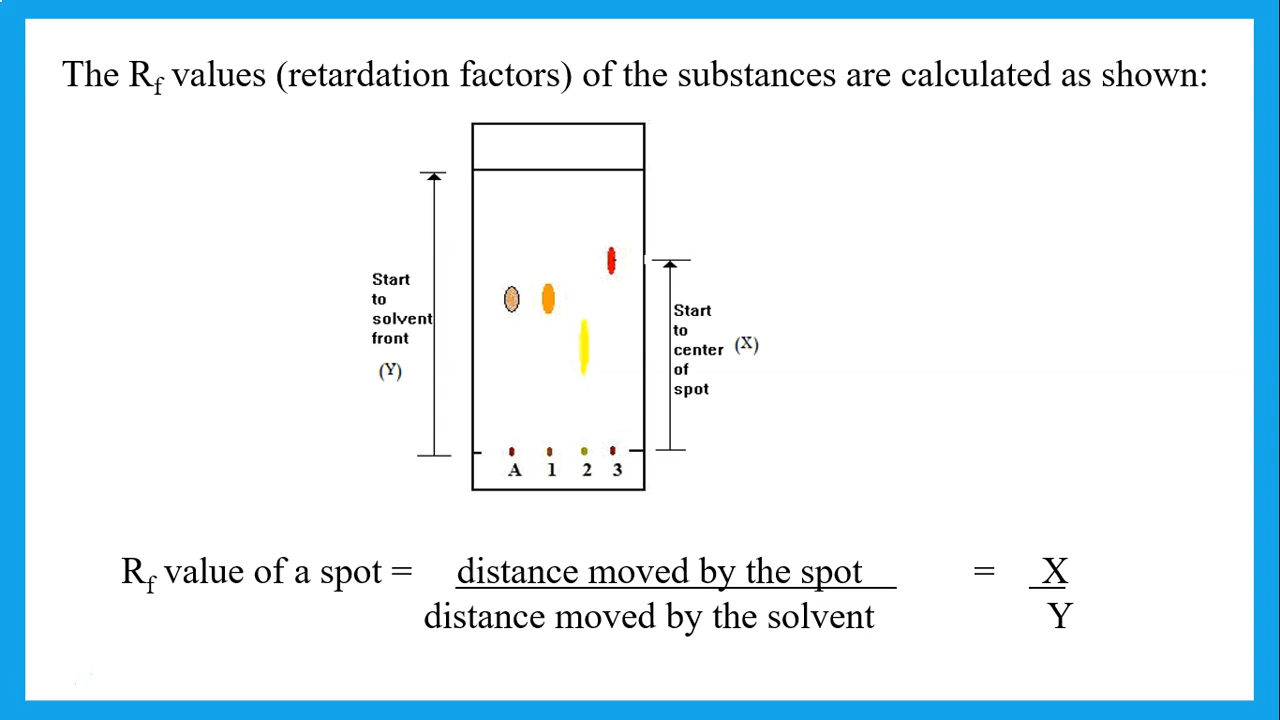 The Rf values (retardation factors) of the substances are calculated as shown:
Start
to
solvent
front
(Y)
Start
to
center (X)
of
spot
A 1 2 3
Rf value of a spot = distance moved by the spot = X
distance moved by the solvent Y